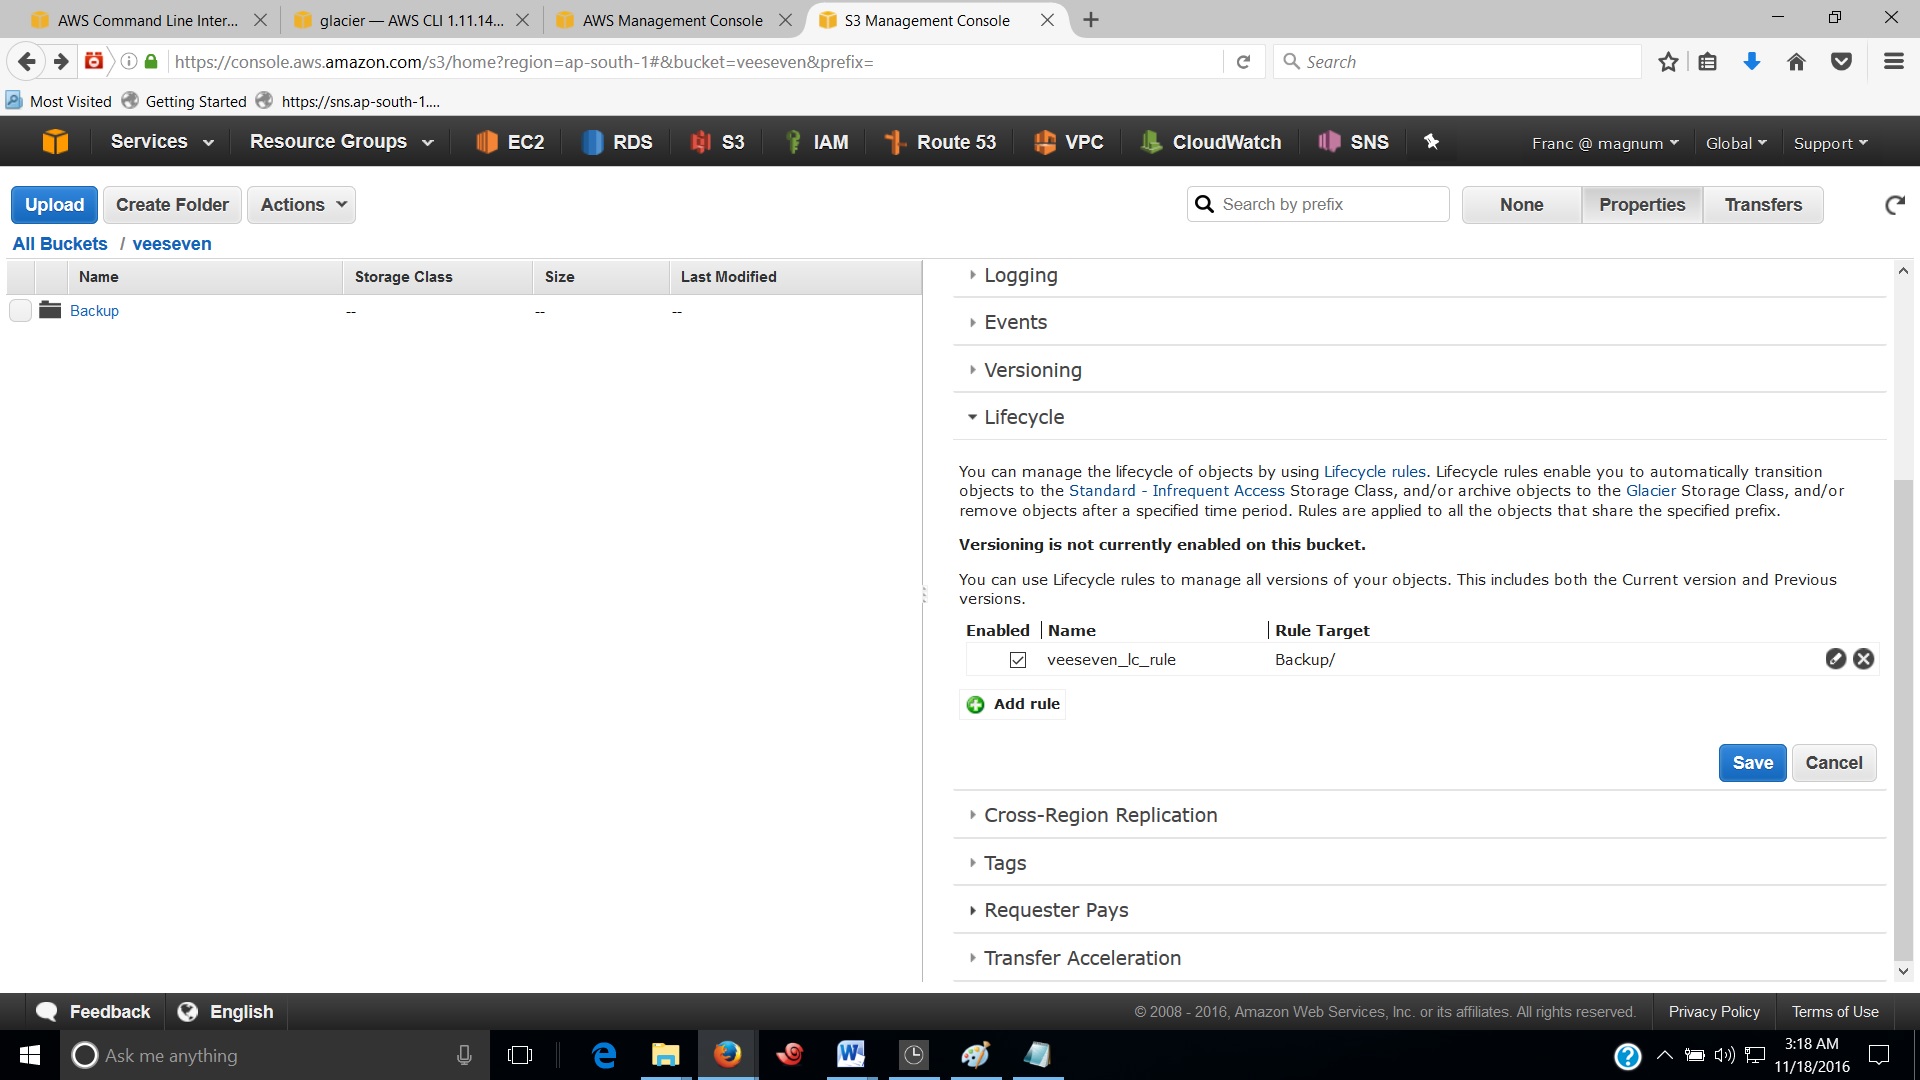 AWS Command Line Inter...
glacier — AWS CLI 1.11.14...
AWS Management Console
S3 Management Console
https://console.aws.amazon.com/s3/home?region=ap-south-1#&bucket=veeseven&prefix=
Search
Most Visited
Getting Started
https://sns.ap-south-1....
Services
Resource Groups
EC2
RDS
S3
IAM
Route 53
VPC
CloudWatch
SNS
Franc @ magnum
Global
Support
Upload
Create Folder
Actions
Search by prefix
None
Properties
Transfers
All Buckets / veeseven
Name
Storage Class
Size
Last Modified
Backup
--
--
--
Logging
Events
Versioning
Lifecycle
You can manage the lifecycle of objects by using Lifecycle rules. Lifecycle rules enable you to automatically transition
objects to the Standard - Infrequent Access Storage Class, and/or archive objects to the Glacier Storage Class, and/or
remove objects after a specified time period. Rules are applied to all the objects that share the specified prefix.
Versioning is not currently enabled on this bucket.
You can use Lifecycle rules to manage all versions of your objects. This includes both the Current version and Previous
versions.
Enabled
Name
Rule Target
veeseven_lc_rule
Backup/
Add rule
Save
Cancel
Cross-Region Replication
Tags
Requester Pays
Transfer Acceleration
Feedback
English
© 2008 - 2016, Amazon Web Services, Inc. or its affiliates. All rights reserved.
Privacy Policy
Terms of Use
Ask me anything
3:18 AM
11/18/2016